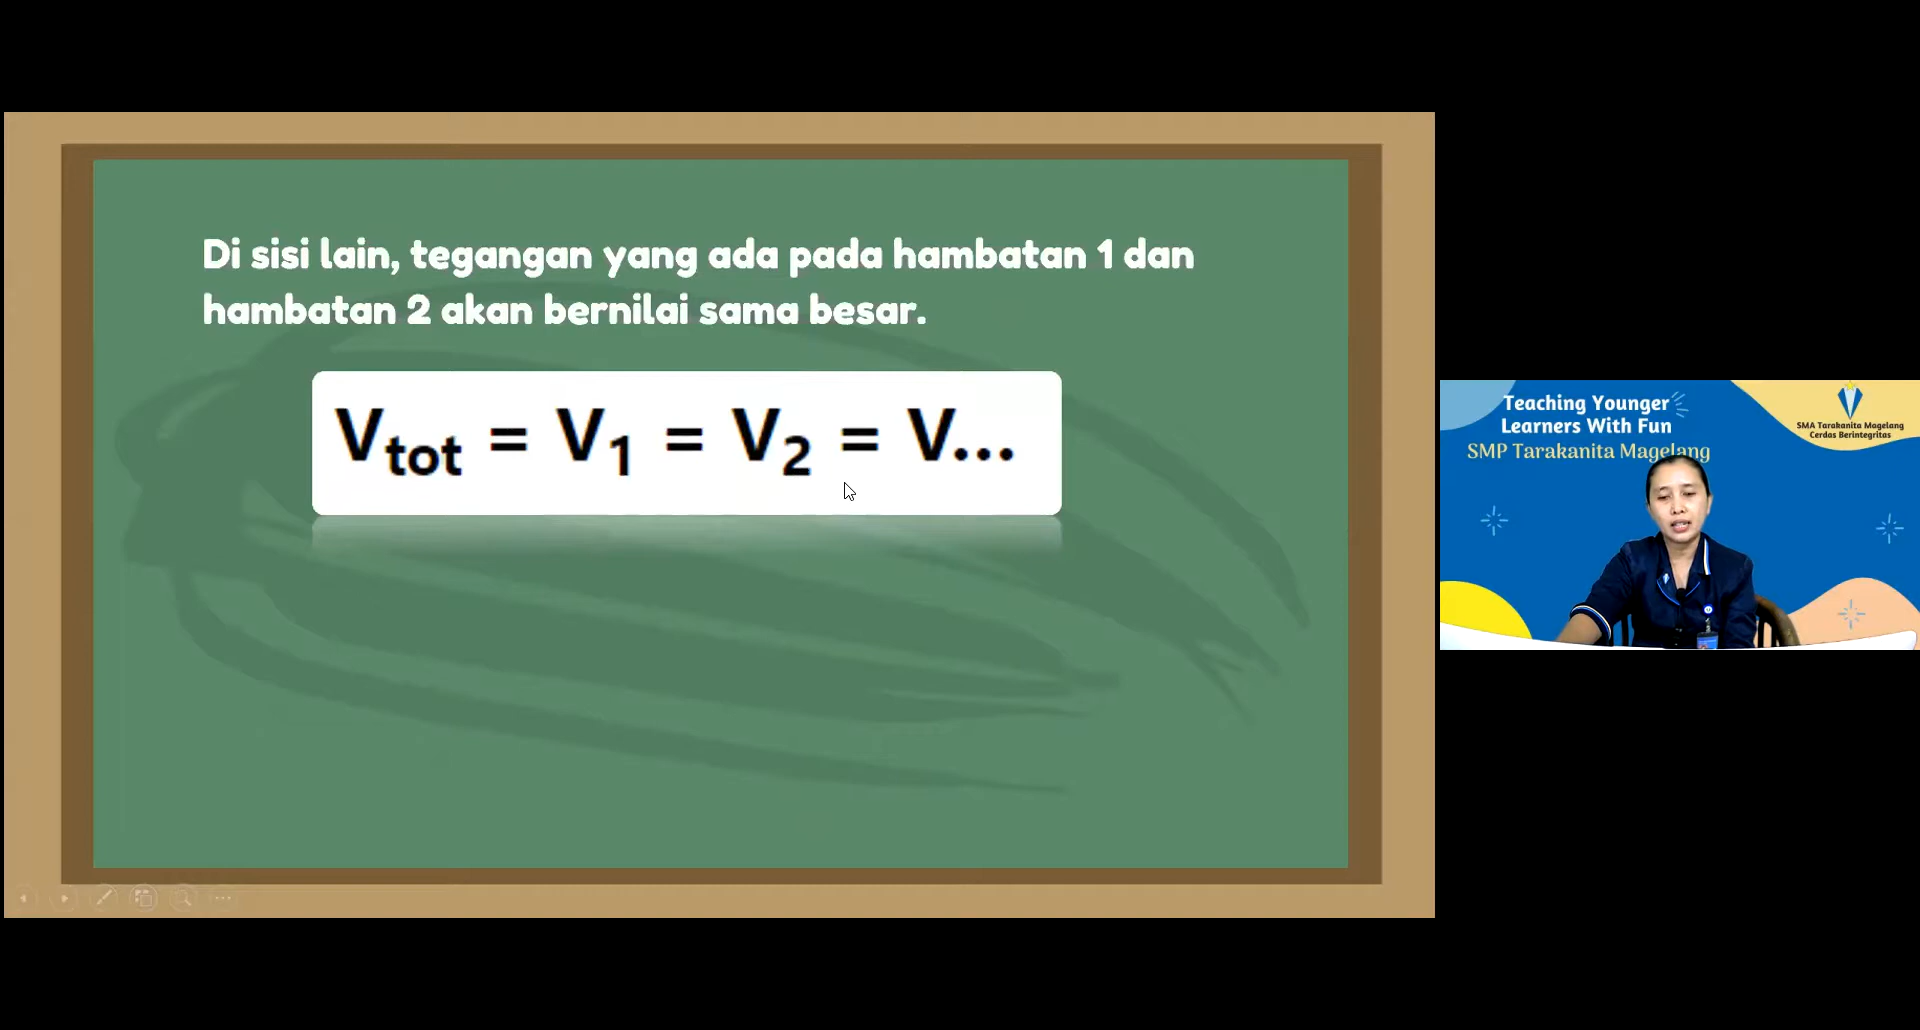 Di sisi lain, tegangan yang ada pada hambatan 1 dan
hambatan 2 akan bernilai sama besar.
Vtot = V1 = V2 = V...
Teaching Younger
Learners With Fun
SMP Tarakanita Magelang
SMA Tarakanita Magelang
Cerdas Berintegritas